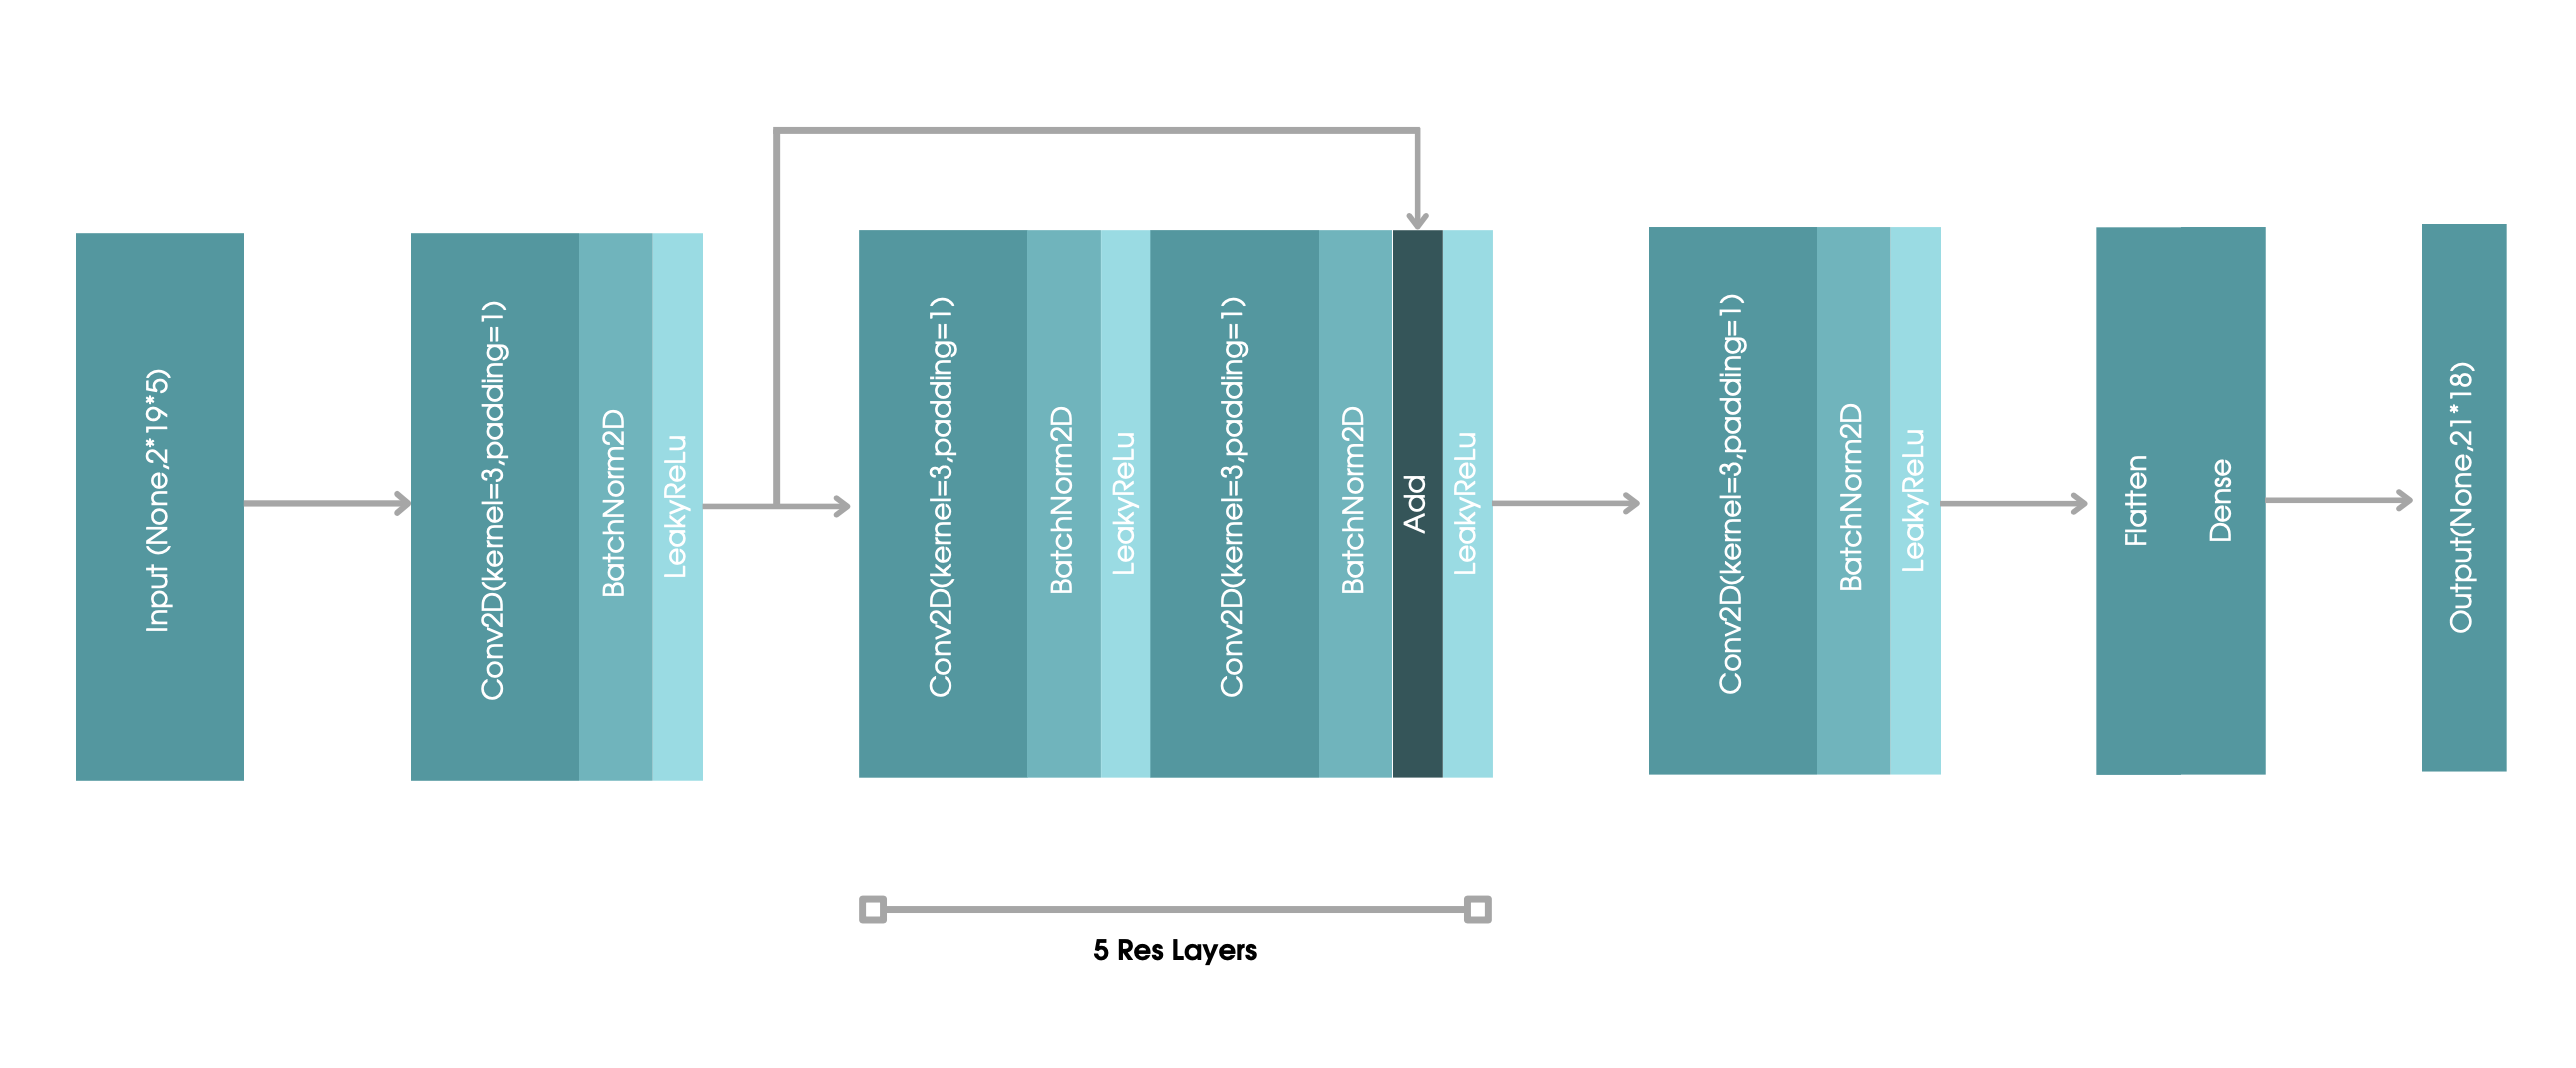 Input (None,2*19*5)
Conv2D(kernel=3,padding=1)
BatchNorm2D
LeakyReLu
Conv2D(kernel=3,padding=1)
BatchNorm2D
LeakyReLu
Conv2D(kernel=3,padding=1)
BatchNorm2D
Add
LeakyReLu
Conv2D(kernel=3,padding=1)
BatchNorm2D
LeakyReLu
Flatten
Dense
Output(None,21*18)
5 Res Layers